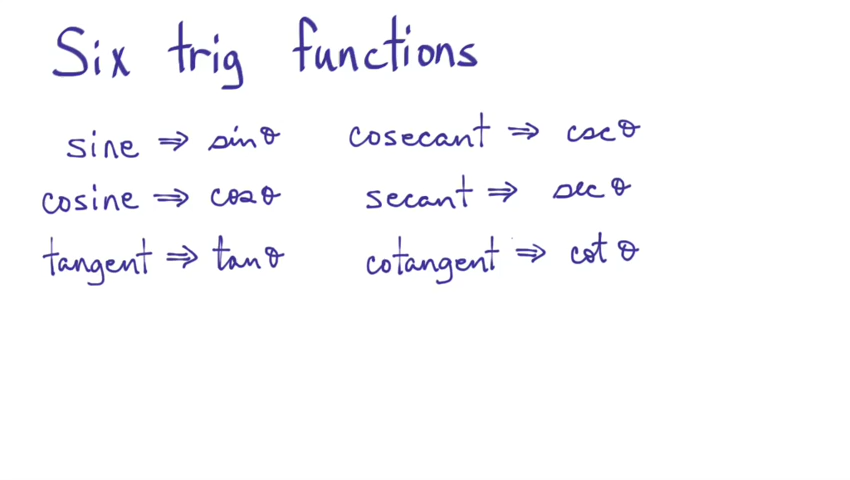 Six trig functions
sine ⇒ sin θ cosecant ⇒ csc θ
cosine ⇒ cos θ secant ⇒ sec θ
tangent ⇒ tan θ cotangent ⇒ cot θ